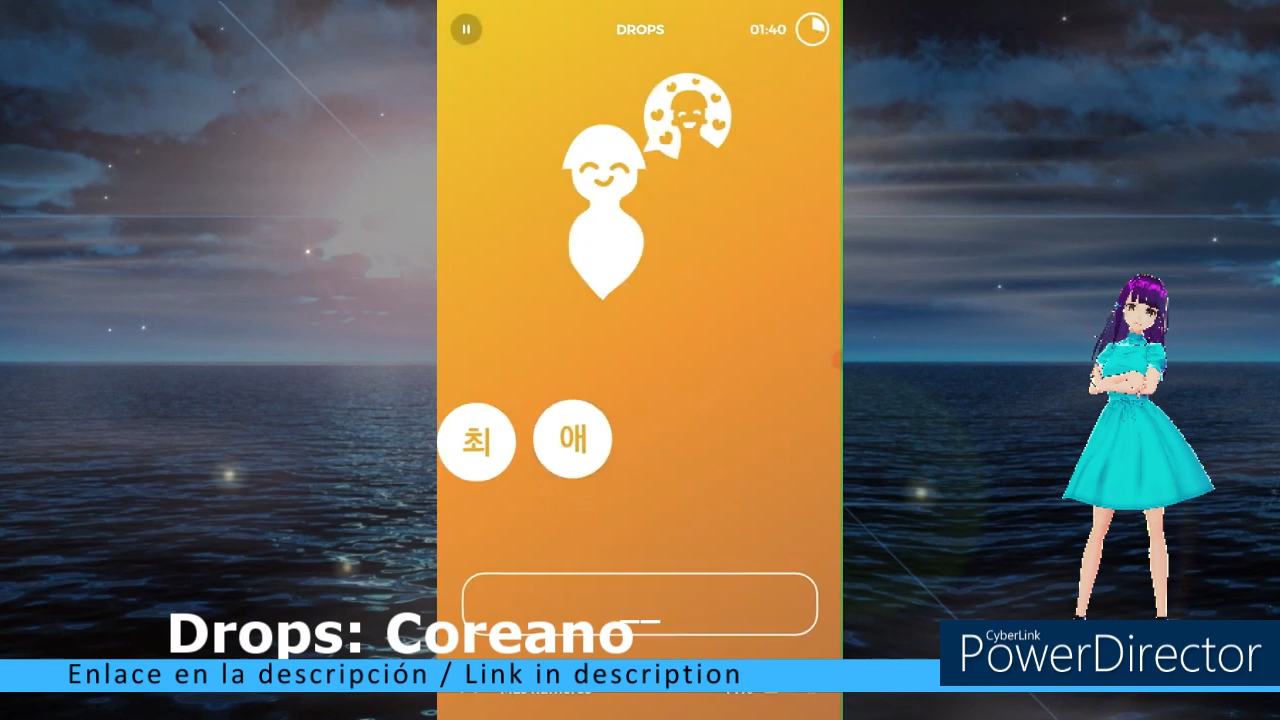 DROPS
01:40
최
애
Drops: Coreano
Enlace en la descripción / Link in description
CyberLink
PowerDirector